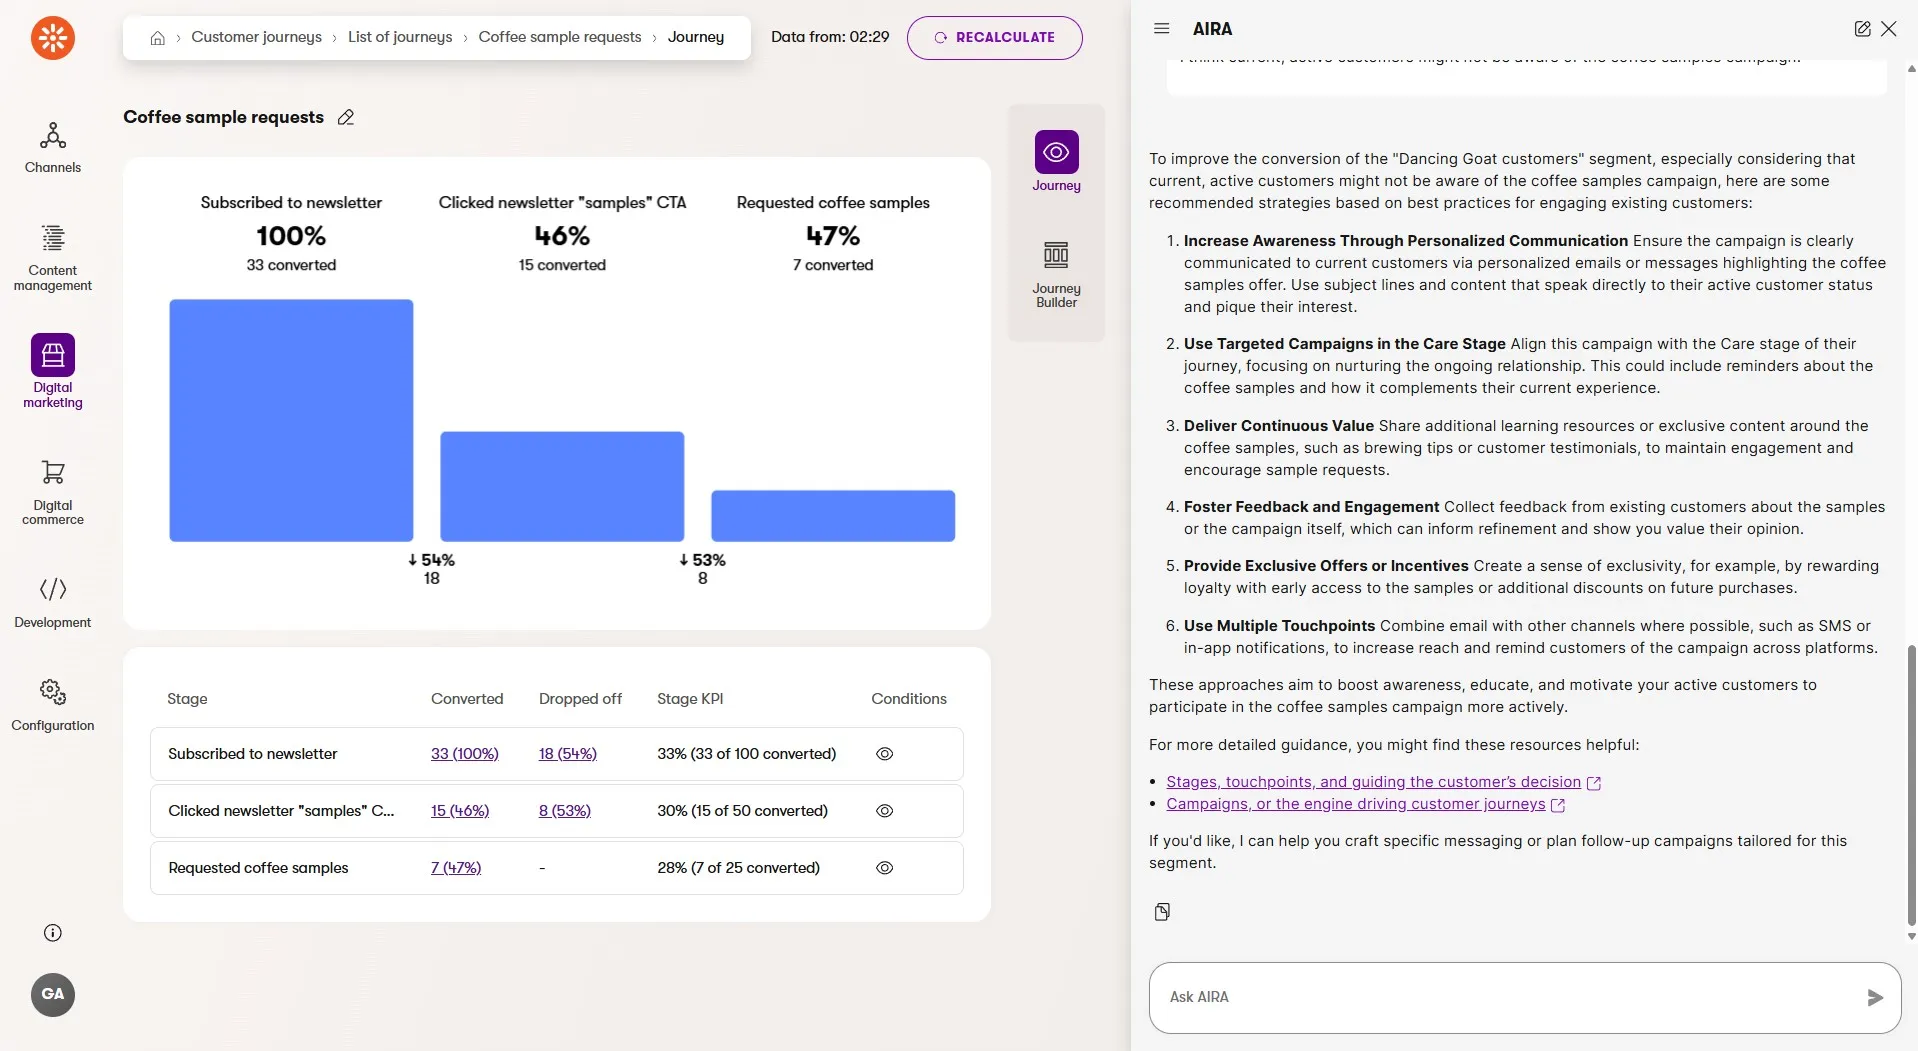 Customer journeys › List of journeys › Coffee sample requests › Journey
Data from: 02:29
RECALCULATE
Channels
Content
management
Digital
marketing
Digital
commerce
Development
Configuration
GA
Coffee sample requests
Subscribed to newsletter
100%
33 converted
Clicked newsletter "samples" CTA
46%
15 converted
Requested coffee samples
47%
7 converted
↓ 54%
18
↓ 53%
8
Journey
Journey
Builder
Stage Converted Dropped off Stage KPI Conditions
Subscribed to newsletter 33 (100%) 18 (54%) 33% (33 of 100 converted)
Clicked newsletter "samples" C... 15 (46%) 8 (53%) 30% (15 of 50 converted)
Requested coffee samples 7 (47%) - 28% (7 of 25 converted)
AIRA
I think current, active customers might not be aware of the coffee samples campaign.
To improve the conversion of the "Dancing Goat customers" segment, especially considering that
current, active customers might not be aware of the coffee samples campaign, here are some
recommended strategies based on best practices for engaging existing customers:
1. Increase Awareness Through Personalized Communication Ensure the campaign is clearly
communicated to current customers via personalized emails or messages highlighting the coffee
samples offer. Use subject lines and content that speak directly to their active customer status
and pique their interest.
2. Use Targeted Campaigns in the Care Stage Align this campaign with the Care stage of their
journey, focusing on nurturing the ongoing relationship. This could include reminders about the
coffee samples and how it complements their current experience.
3. Deliver Continuous Value Share additional learning resources or exclusive content around the
coffee samples, such as brewing tips or customer testimonials, to maintain engagement and
encourage sample requests.
4. Foster Feedback and Engagement Collect feedback from existing customers about the samples
or the campaign itself, which can inform refinement and show you value their opinion.
5. Provide Exclusive Offers or Incentives Create a sense of exclusivity, for example, by rewarding
loyalty with early access to the samples or additional discounts on future purchases.
6. Use Multiple Touchpoints Combine email with other channels where possible, such as SMS or
in-app notifications, to increase reach and remind customers of the campaign across platforms.
These approaches aim to boost awareness, educate, and motivate your active customers to
participate in the coffee samples campaign more actively.
For more detailed guidance, you might find these resources helpful:
• Stages, touchpoints, and guiding the customer’s decision
• Campaigns, or the engine driving customer journeys
If you'd like, I can help you craft specific messaging or plan follow-up campaigns tailored for this
segment.
Ask AIRA